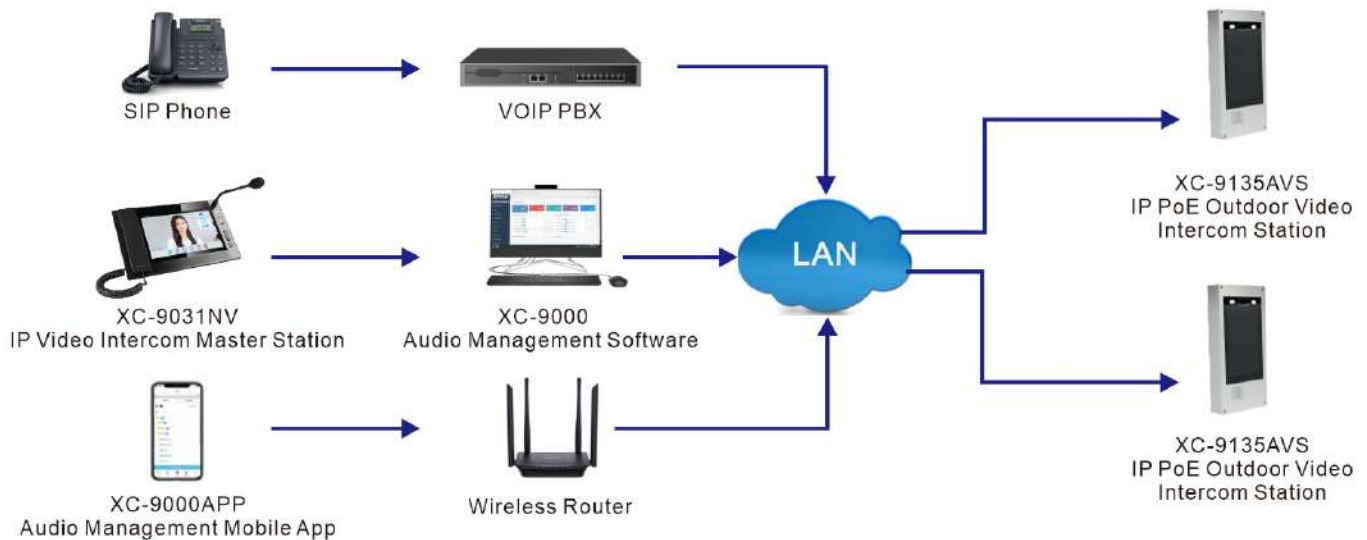 SIP Phone
VOIP PBX
XC-9135AVS
IP PoE Outdoor Video
Intercom Station
LAN
XC-9031NV
IP Video Intercom Master Station
XC-9000
Audio Management Software
XC-9000APP
Audio Management Mobile App
Wireless Router
XC-9135AVS
IP PoE Outdoor Video
Intercom Station